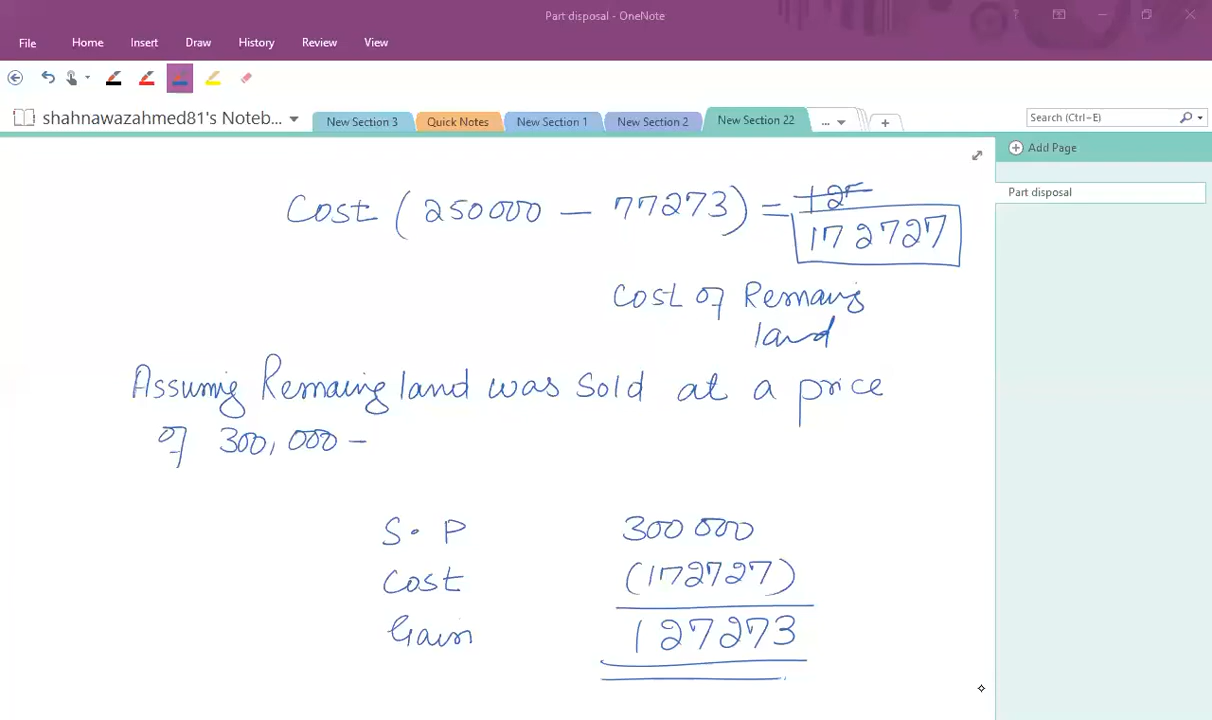 Part disposal - OneNote
File Home Insert Draw History Review View
shahnawazahmed81's Noteb... New Section 3 Quick Notes New Section 1 New Section 2 New Section 22 ... Search (Ctrl-E)
Add Page
Part disposal
Cost (250000 - 77273) = 12
172727
Cost of Remaing
land
Assuming Remaing land was sold at a price
of 300,000 -
S. P 300 000
Cost (172727)
Gain 127273